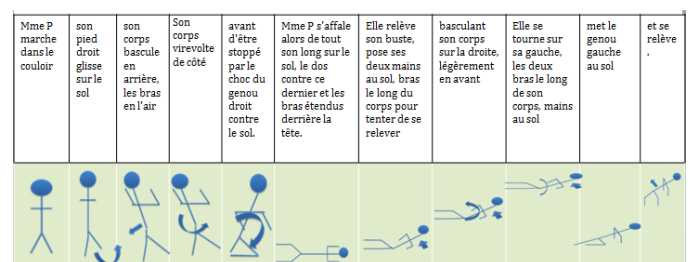 Mme P
marche
dans le
couloir
son
pied
droit
glisse
sur le
sol
son
corps
bascule
en
arrière,
les bras
en l'air
Son
corps
virevolte
de côté
avant
d'être
stoppé
par le
choc du
genou
droit
contre
le sol.
Mme P s'affale
alors de tout
son long sur le
sol, le dos
contre ce
dernier et les
bras étendus
derrière la
tête.
Elle relève
son buste,
pose ses
deux mains
au sol, bras
le long du
corps pour
tenter de se
relever
basculant
son corps
sur la droite,
légèrement
en avant
Elle se
tourne sur
sa gauche,
les deux
bras le long
de son
corps, mains
au sol
met le
genou
gauche
au sol
et se
relève
.